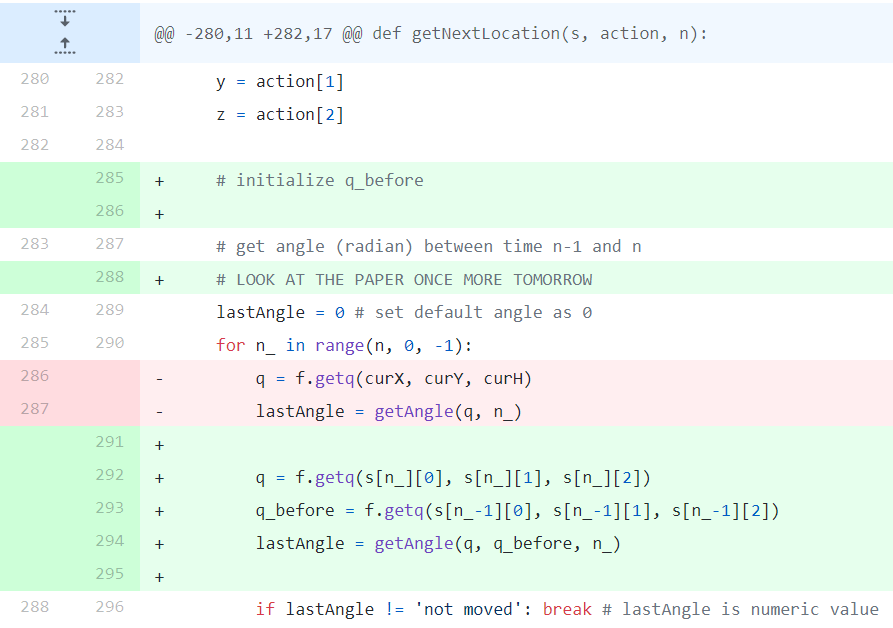 @@ -280,11 +282,17 @@ def getNextLocation(s, action, n):
280 282 y = action[1]
281 283 z = action[2]
282 284
285 + # initialize q_before
286 +
283 287 # get angle (radian) between time n-1 and n
288 + # LOOK AT THE PAPER ONCE MORE TOMORROW
284 289 lastAngle = 0 # set default angle as 0
285 290 for n_ in range(n, 0, -1):
286 - q = f.getq(curX, curY, curH)
287 - lastAngle = getAngle(q, n_)
291 +
292 + q = f.getq(s[n_][0], s[n_][1], s[n_][2])
293 + q_before = f.getq(s[n_-1][0], s[n_-1][1], s[n_-1][2])
294 + lastAngle = getAngle(q, q_before, n_)
295 +
288 296 if lastAngle != 'not moved': break # lastAngle is numeric value